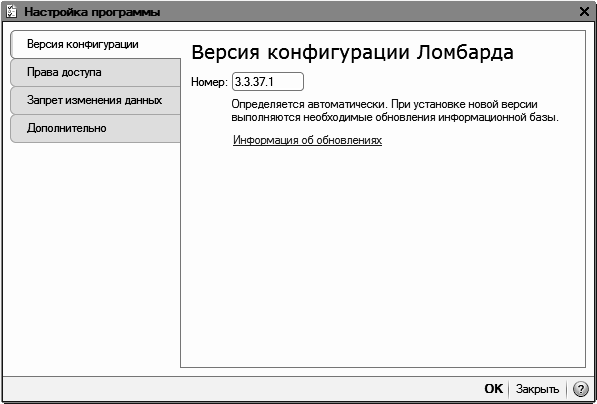 Настройка программы
Версия конфигурации
Права доступа
Запрет изменения данных
Дополнительно
Версия конфигурации Ломбарда
Номер: 3.3.37.1
Определяется автоматически. При установке новой версии
выполняются необходимые обновления информационной базы.
Информация об обновлениях
OK Закрыть ?